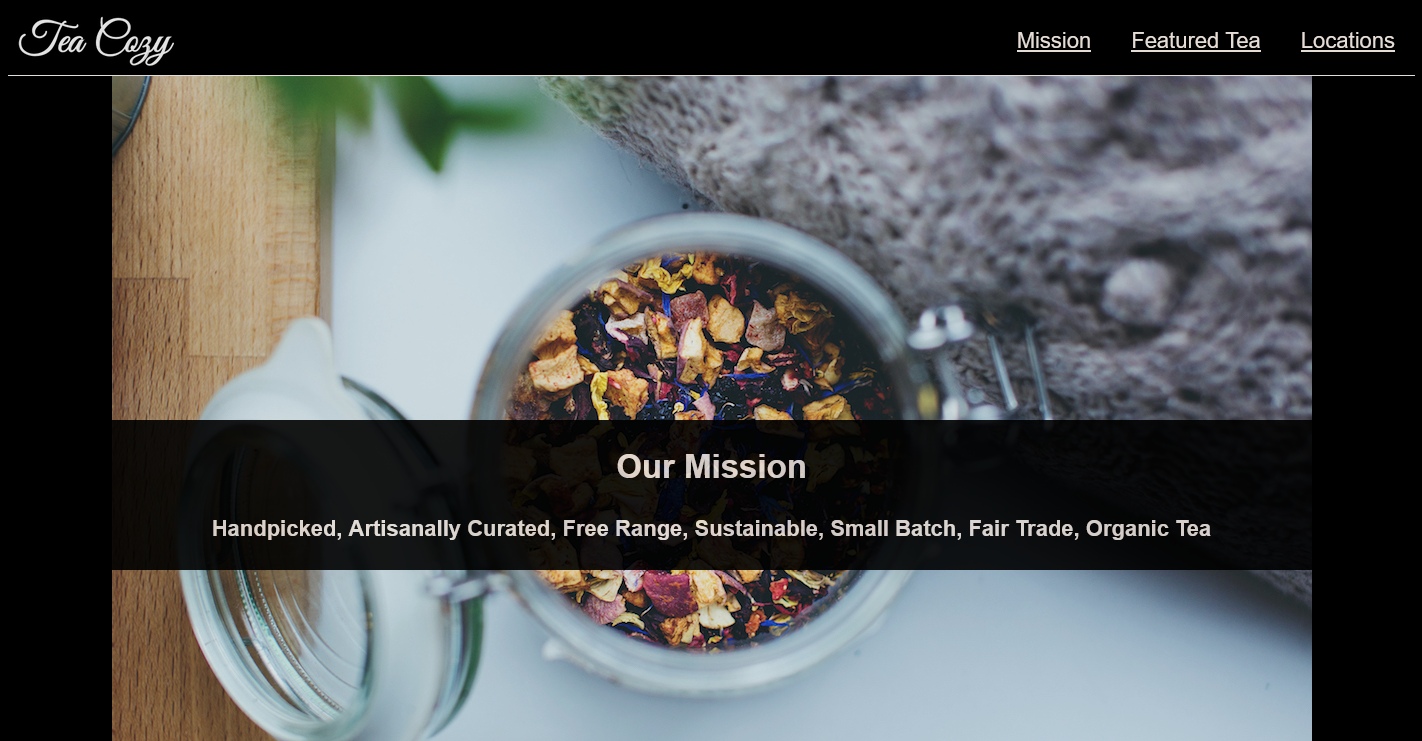 Tea Cozy
Mission Featured Tea Locations
Our Mission
Handpicked, Artisanally Curated, Free Range, Sustainable, Small Batch, Fair Trade, Organic Tea